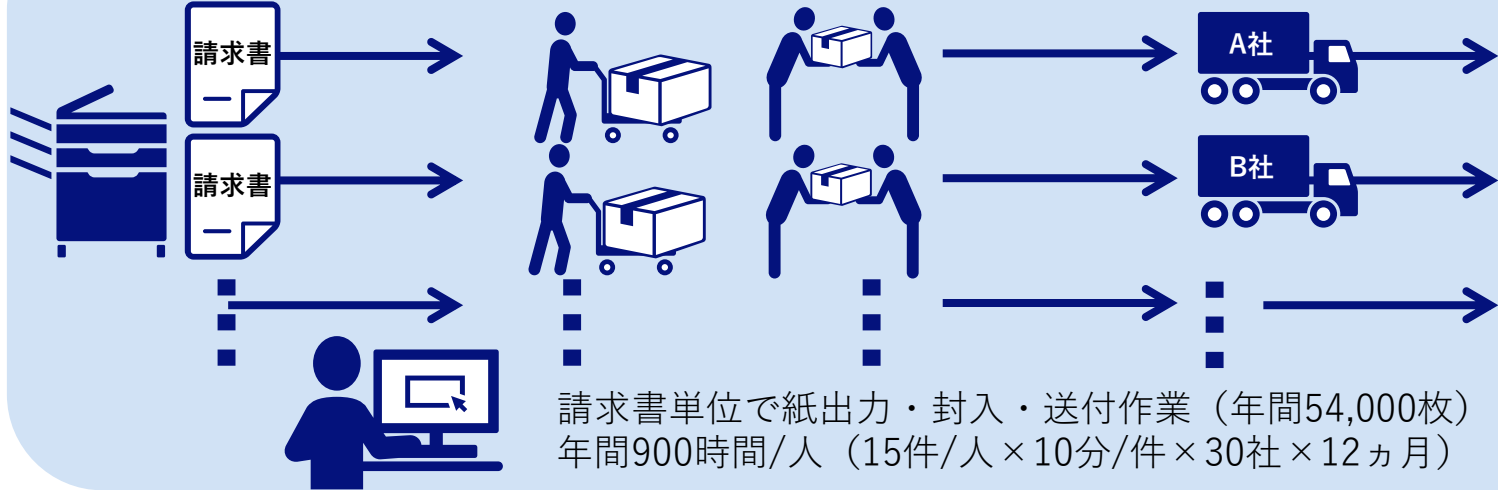 請求書
A社
請求書
B社
請求書単位で紙出力・封入・送付作業（年間54,000枚）
年間900時間/人（15件/人×10分/件×30社×12ヵ月）